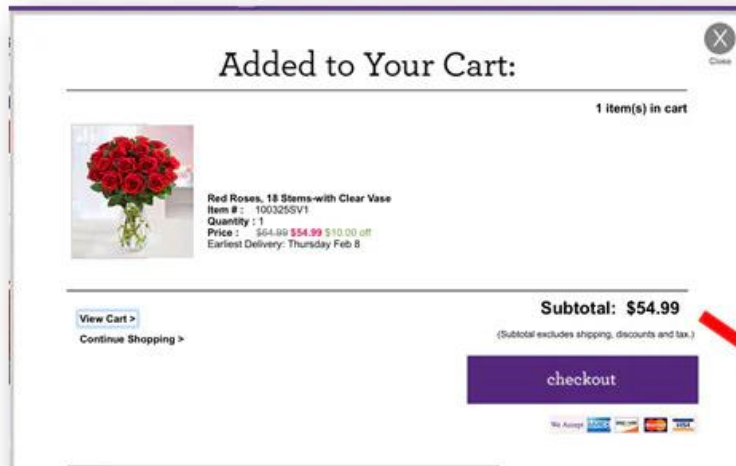 X
Close
Added to Your Cart:
1 item(s) in cart
Red Roses, 18 Stems-with Clear Vase
Item # : 100325SV1
Quantity : 1
Price : $64.99 $54.99 $10.00 off
Earliest Delivery: Thursday Feb 8
View Cart >
Continue Shopping >
Subtotal: $54.99
(Subtotal excludes shipping, discounts and tax.)
checkout
We Accept VISA